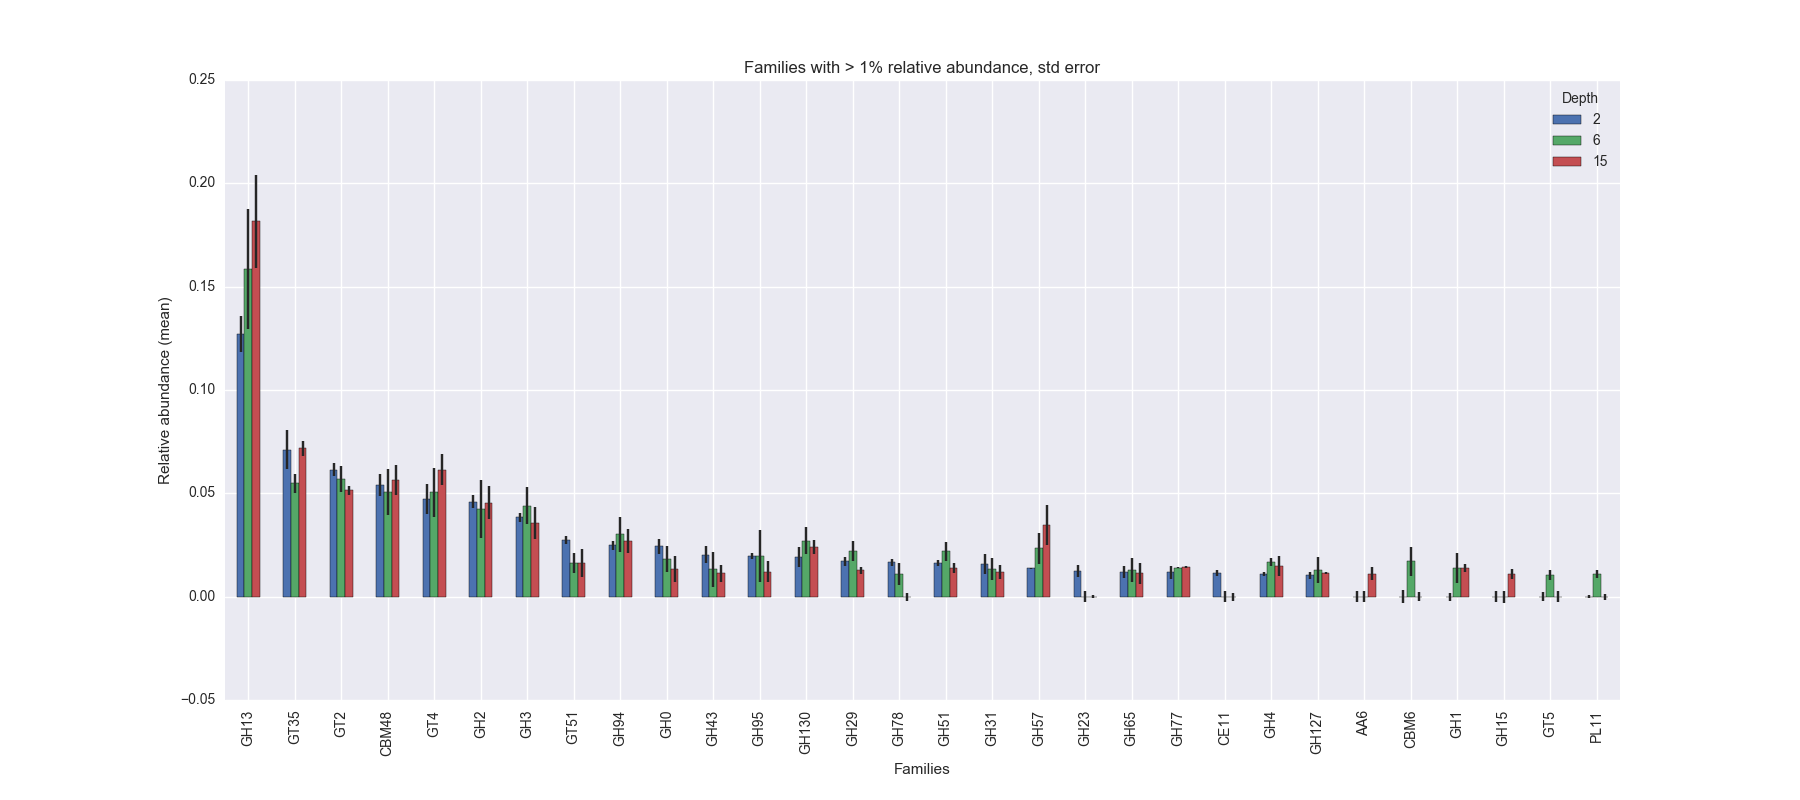 Families with > 1% relative abundance, std error
0.25
0.20
0.15
0.10
0.05
0.00
−0.05
Relative abundance (mean)
Depth
2
6
15
GH13
GT35
GT2
CBM48
GT4
GH2
GH3
GT51
GH94
GH0
GH43
GH95
GH130
GH29
GH78
GH51
GH31
GH57
GH23
GH65
GH77
CE11
GH4
GH127
AA6
CBM6
GH1
GH15
GT5
PL11
Families